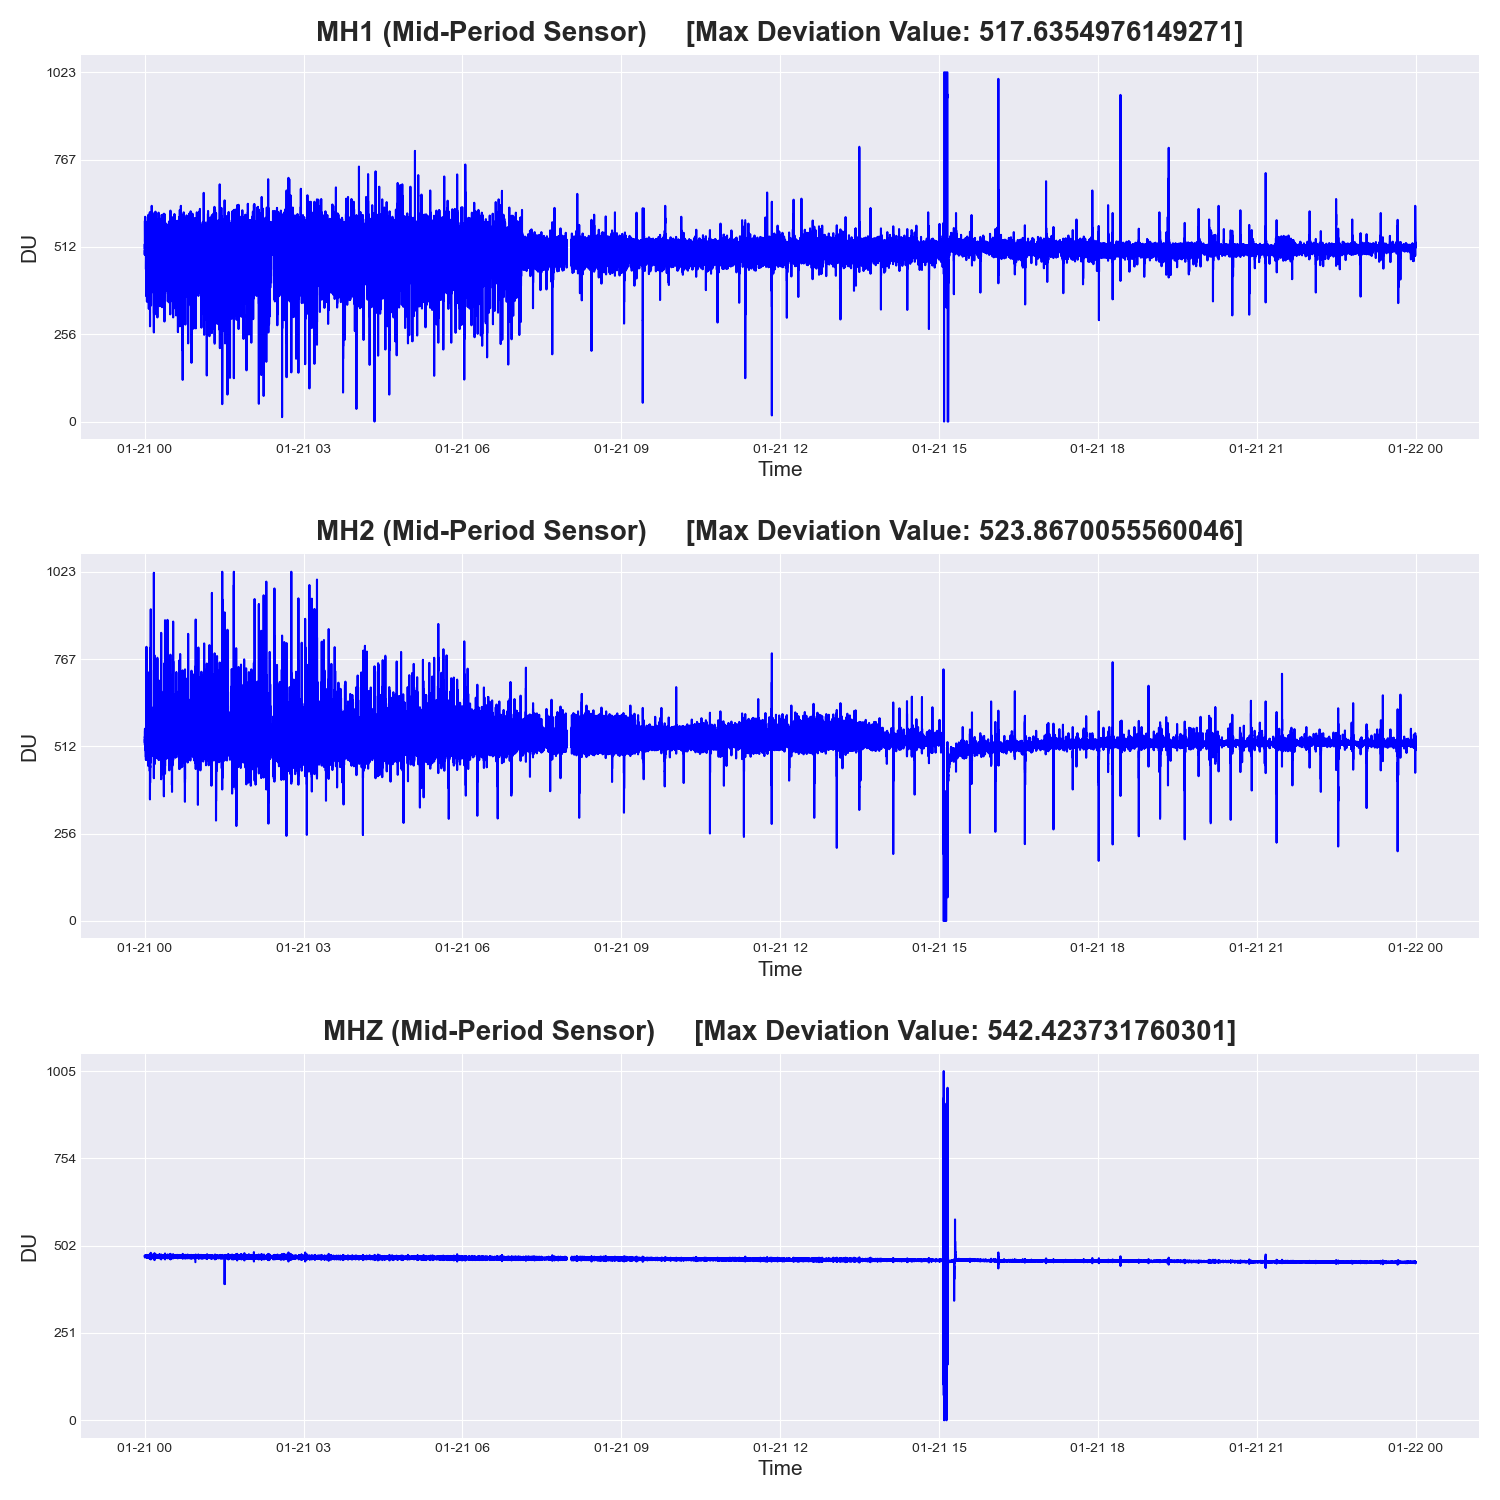 MH1 (Mid-Period Sensor) [Max Deviation Value: 517.6354976149271]
1023
767
512
256
0
DU
01-21 00 01-21 03 01-21 06 01-21 09 01-21 12 01-21 15 01-21 18 01-21 21 01-22 00
Time
MH2 (Mid-Period Sensor) [Max Deviation Value: 523.8670055560046]
1023
767
512
256
0
DU
01-21 00 01-21 03 01-21 06 01-21 09 01-21 12 01-21 15 01-21 18 01-21 21 01-22 00
Time
MHZ (Mid-Period Sensor) [Max Deviation Value: 542.423731760301]
1005
754
502
251
0
DU
01-21 00 01-21 03 01-21 06 01-21 09 01-21 12 01-21 15 01-21 18 01-21 21 01-22 00
Time